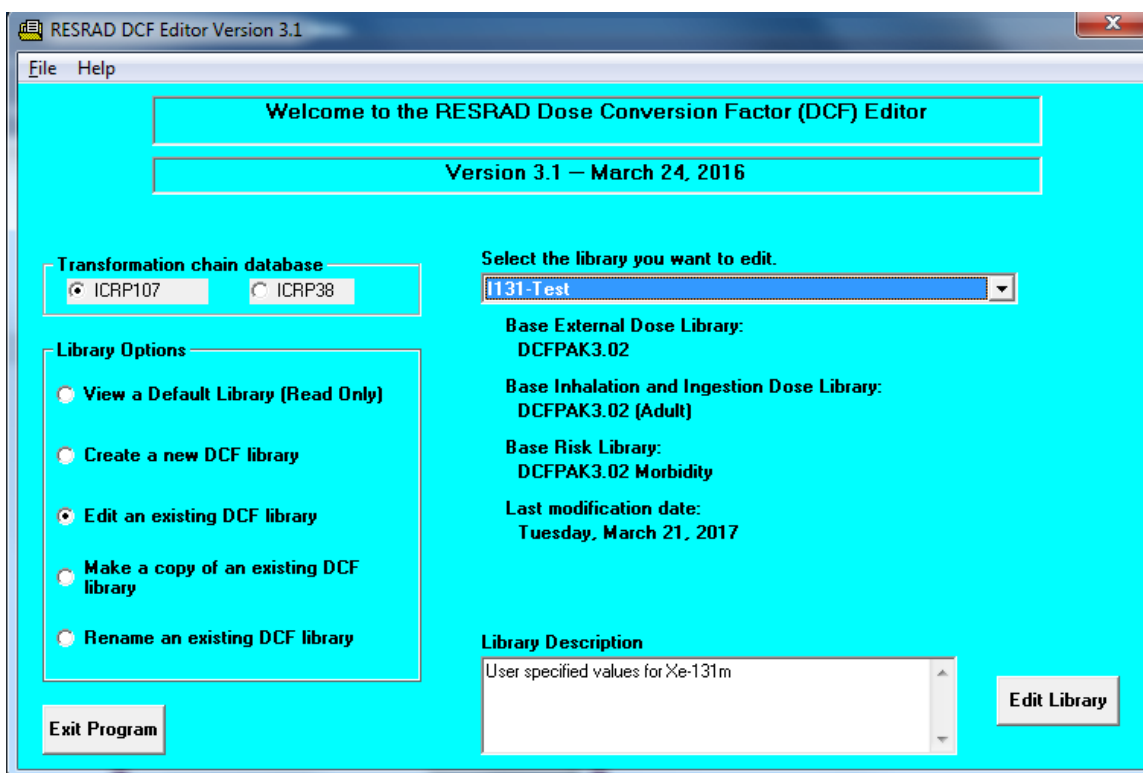 RESRAD DCF Editor Version 3.1
X
File Help
Welcome to the RESRAD Dose Conversion Factor (DCF) Editor
Version 3.1 — March 24, 2016
Transformation chain database
ICRP107 ICRP38
Library Options
View a Default Library (Read Only)
Create a new DCF library
Edit an existing DCF library
Make a copy of an existing DCF
library
Rename an existing DCF library
Exit Program
Select the library you want to edit.
I131-Test
Base External Dose Library:
DCFPAK3.02
Base Inhalation and Ingestion Dose Library:
DCFPAK3.02 (Adult)
Base Risk Library:
DCFPAK3.02 Morbidity
Last modification date:
Tuesday, March 21, 2017
Library Description
User specified values for Xe-131m
Edit Library